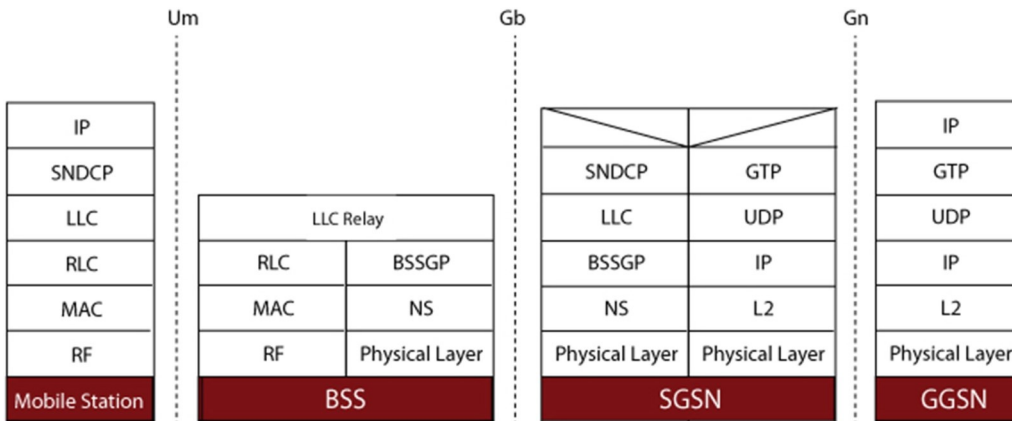 Um
Gb
Gn
IP
SNDCP
LLC
RLC
MAC
RF
Mobile Station
LLC Relay
RLC
BSSGP
MAC
NS
RF
Physical Layer
BSS
SNDCP
GTP
LLC
UDP
BSSGP
IP
NS
L2
Physical Layer
Physical Layer
SGSN
IP
GTP
UDP
IP
L2
Physical Layer
GGSN